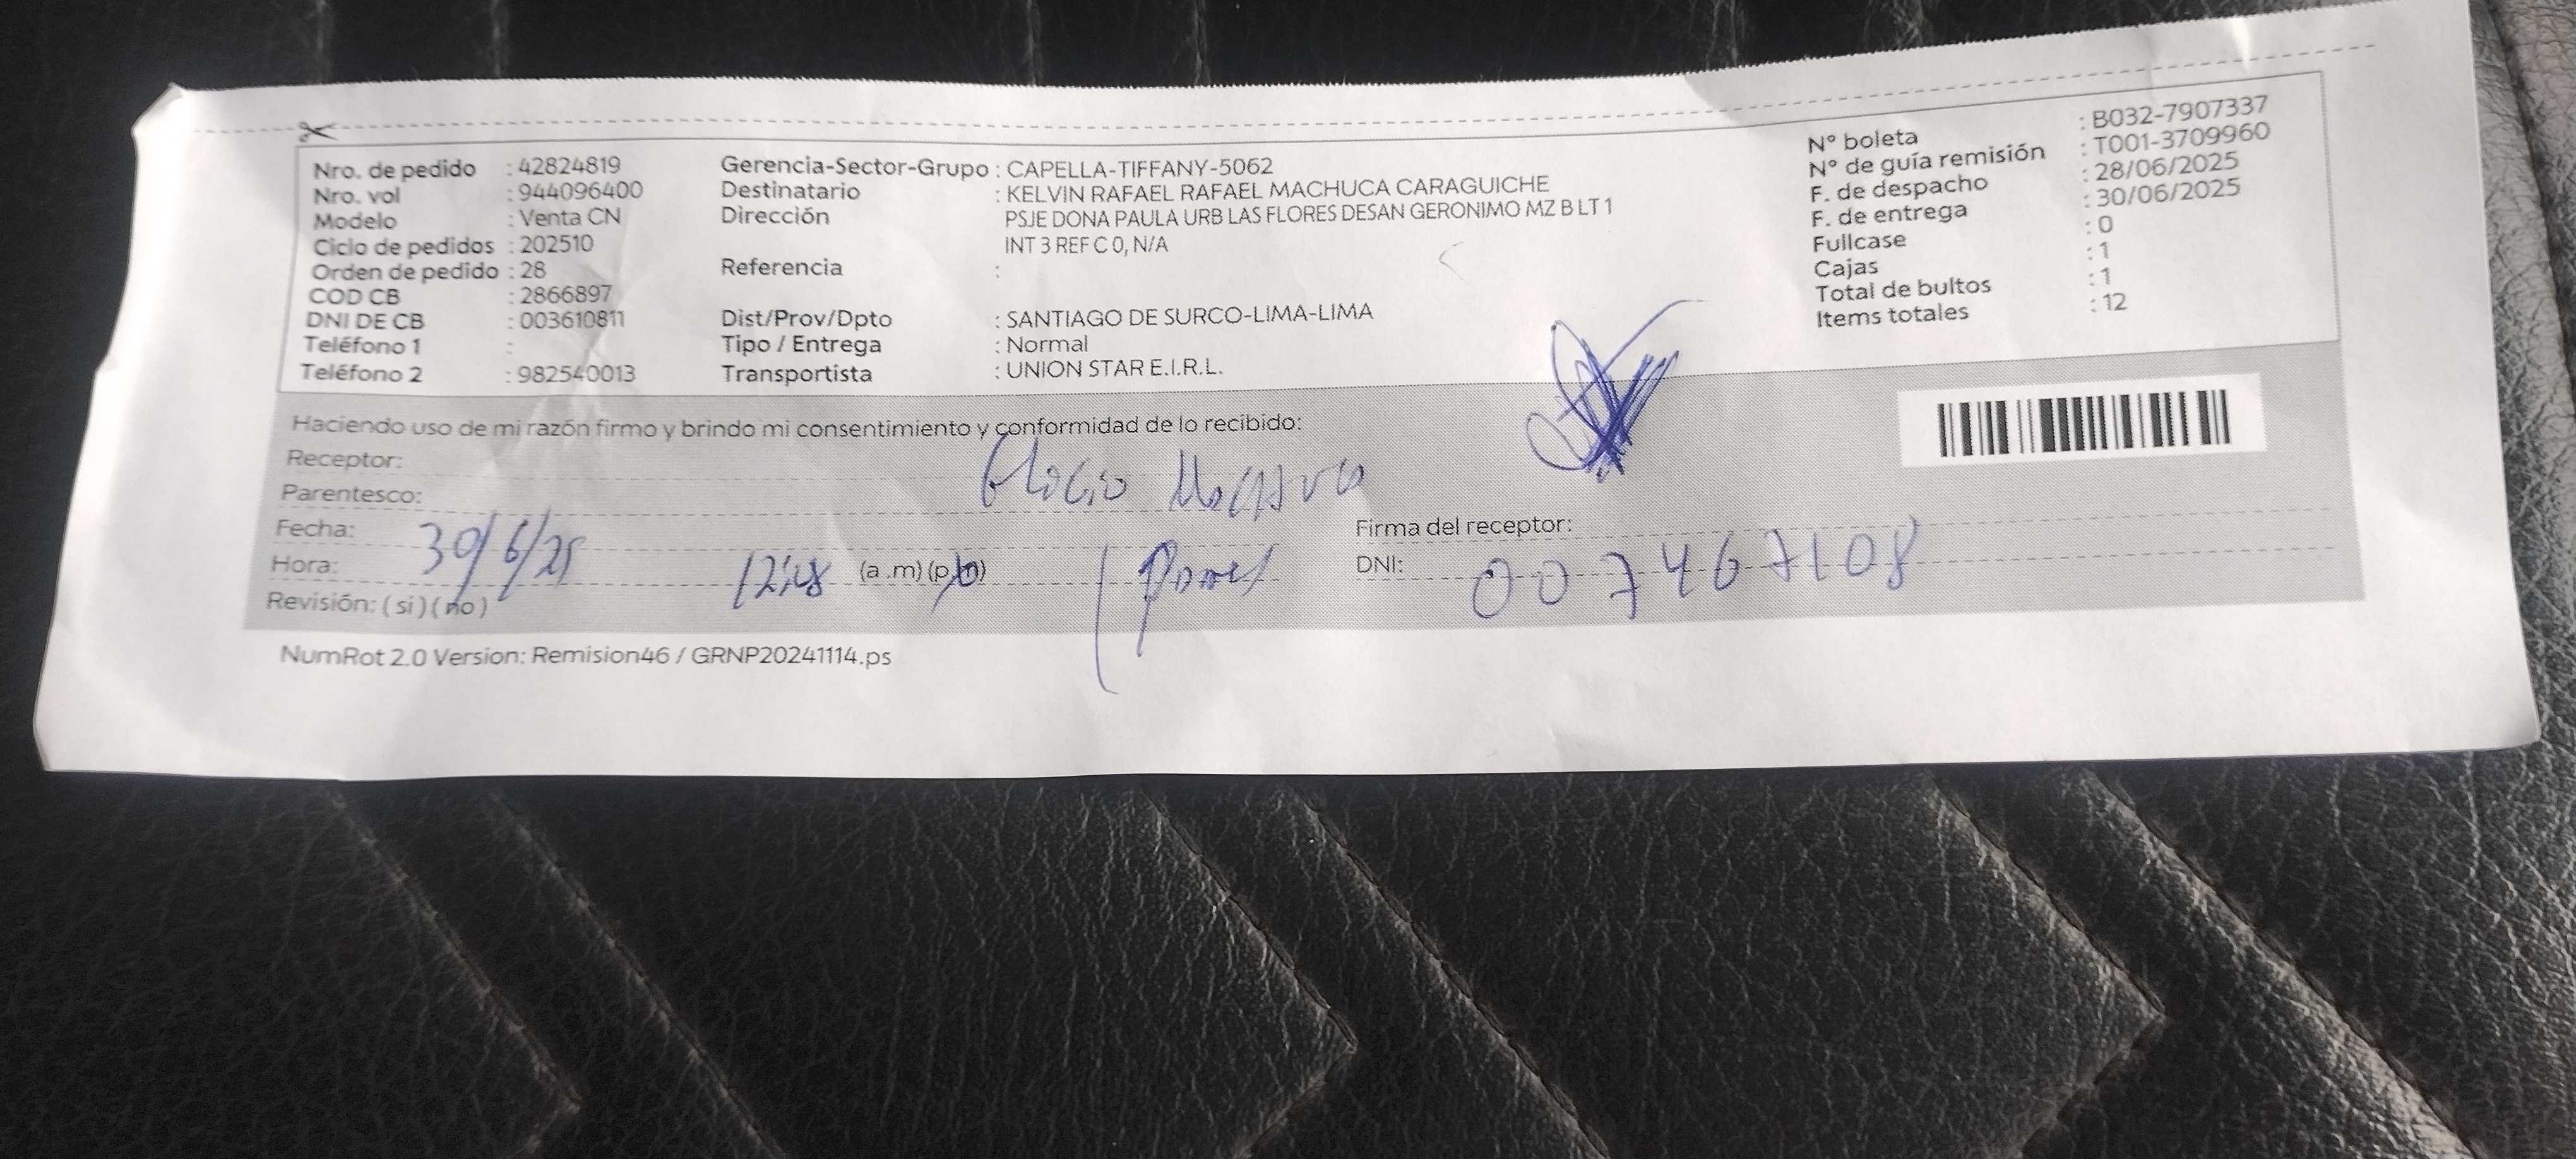 Nro. de pedido : 42824819
Nro. vol : 944096400
Modelo : Venta CN
Ciclo de pedidos : 202510
Orden de pedido : 28
COD CB : 2866897
DNI DE CB : 003610811
Teléfono 1 :
Teléfono 2 : 982540013
Gerencia-Sector-Grupo : CAPELLA-TIFFANY-5062
Destinatario : KELVIN RAFAEL RAFAEL MACHUCA CARAGUICHE
Dirección PSJE DONA PAULA URB LAS FLORES DESAN GERONIMO MZ B LT 1
INT 3 REF C 0, N/A
Referencia :
Dist/Prov/Dpto : SANTIAGO DE SURCO-LIMA-LIMA
Tipo / Entrega : Normal
Transportista : UNION STAR E.I.R.L.
N° boleta : B032-7907337
N° de guía remisión : T001-3709960
F. de despacho : 28/06/2025
F. de entrega : 30/06/2025
Fullcase : 0
Cajas : 1
Total de bultos : 1
Items totales : 12
Haciendo uso de mi razón firmo y brindo mi consentimiento y conformidad de lo recibido:
Receptor:
Parentesco:
Fecha: 30/6/25
Firma del receptor:
Hora: (a .m) (p.m)
DNI: 007467108
Revisión: ( si ) ( no )
NumRot 2.0 Version: Remision46 / GRNP20241114.ps